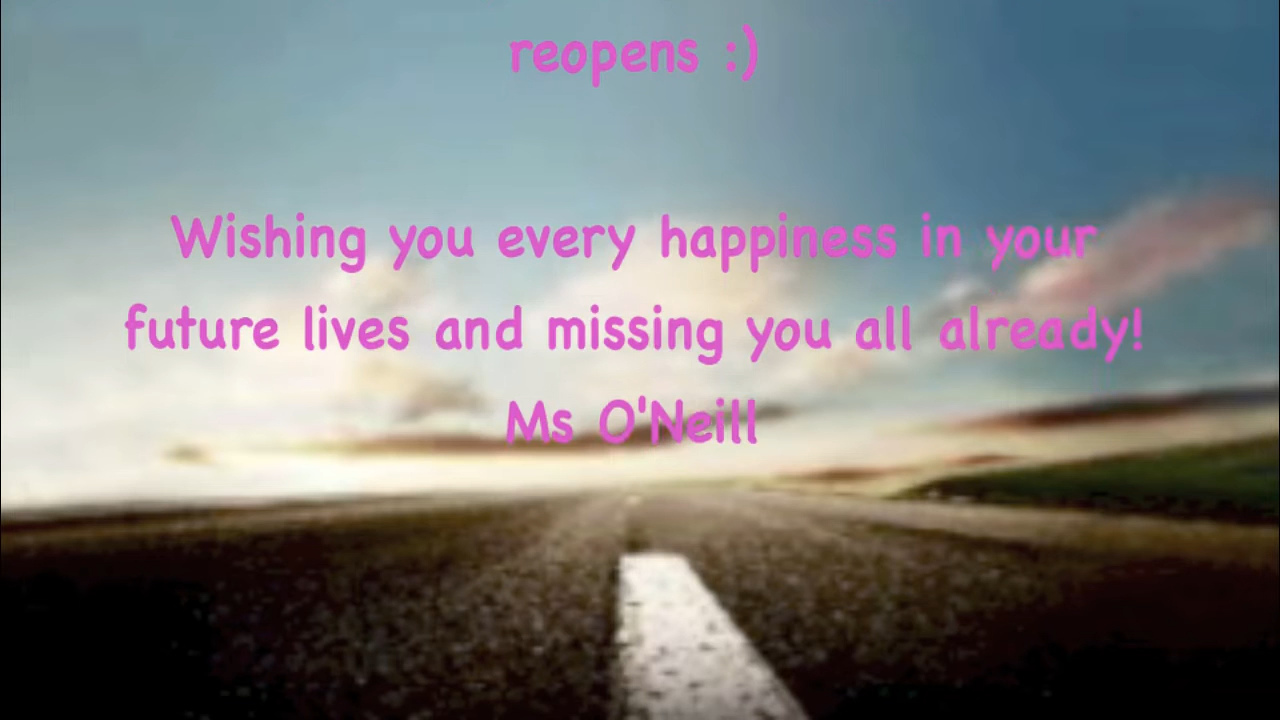 reopens :)
Wishing you every happiness in your
future lives and missing you all already!
Ms O'Neill